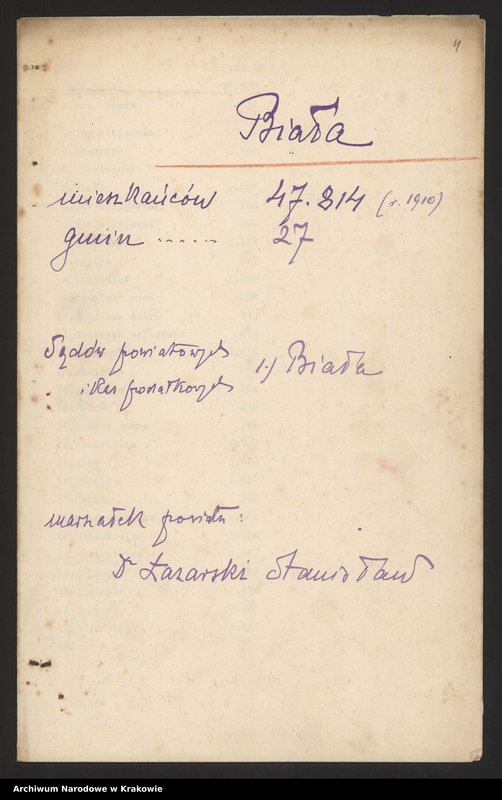 4
Biała
mieszkańców 47.814 (r. 1910)
gmin ...... 27
Sądów powiatowych 1.) Biała
i kas podatkowych
marszałek powiatu:
Dr Łazarski Stanisław
Archiwum Narodowe w Krakowie